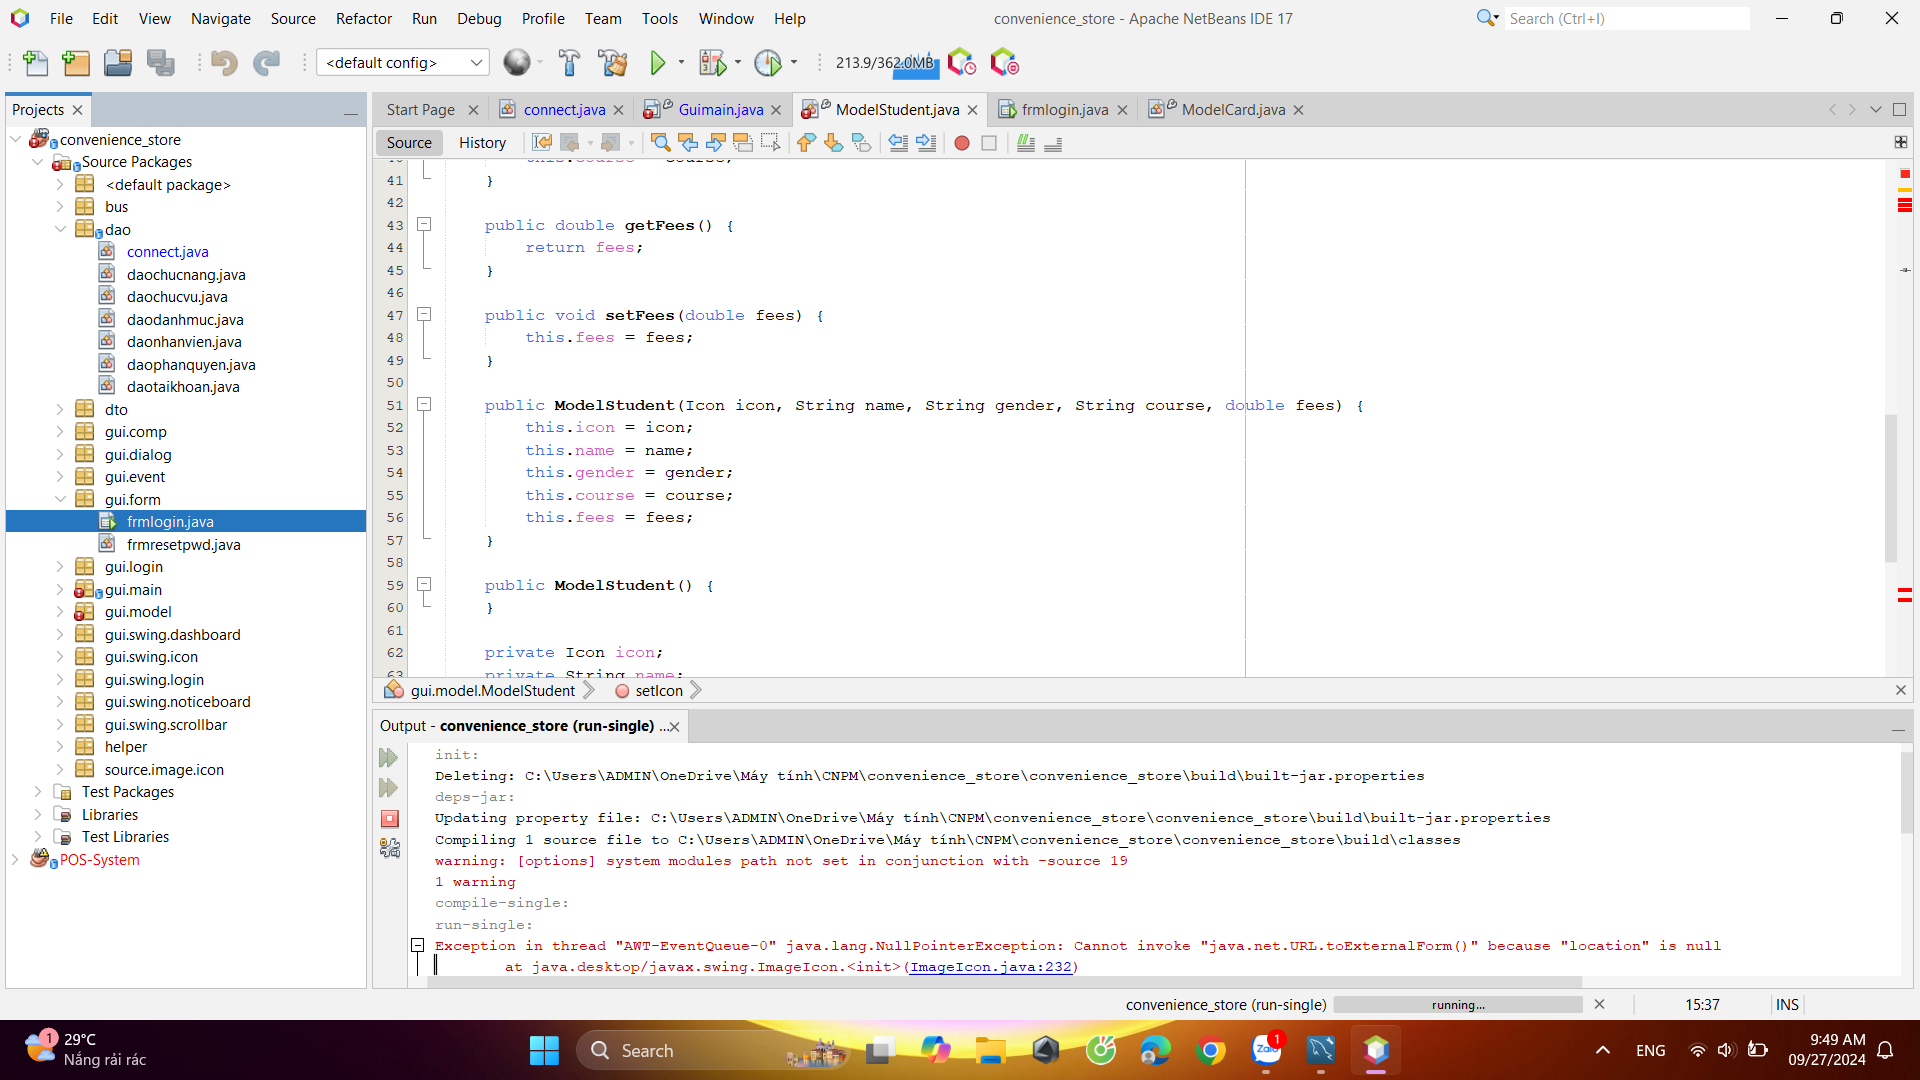 File Edit View Navigate Source Refactor Run Debug Profile Team Tools Window Help
convenience_store - Apache NetBeans IDE 17
Search (Ctrl+I)
<default config>
213.9/362.0MB
Projects
convenience_store
Source Packages
<default package>
bus
dao
connect.java
daochucnang.java
daochucvu.java
daodanhmuc.java
daonhanvien.java
daophanquyen.java
daotaikhoan.java
dto
gui.comp
gui.dialog
gui.event
gui.form
frmlogin.java
frmresetpwd.java
gui.login
gui.main
gui.model
gui.swing.dashboard
gui.swing.icon
gui.swing.login
gui.swing.noticeboard
gui.swing.scrollbar
helper
source.image.icon
Test Packages
Libraries
Test Libraries
POS-System
Start Page connect.java Guimain.java ModelStudent.java frmlogin.java ModelCard.java
Source History
40 this.course = course;
41 }
42
43 public double getFees() {
44 return fees;
45 }
46
47 public void setFees(double fees) {
48 this.fees = fees;
49 }
50
51 public ModelStudent(Icon icon, String name, String gender, String course, double fees) {
52 this.icon = icon;
53 this.name = name;
54 this.gender = gender;
55 this.course = course;
56 this.fees = fees;
57 }
58
59 public ModelStudent() {
60 }
61
62 private Icon icon;
63 private String name;
gui.model.ModelStudent setIcon
Output - convenience_store (run-single) ...
init:
Deleting: C:\Users\ADMIN\OneDrive\Máy tính\CNPM\convenience_store\convenience_store\build\built-jar.properties
deps-jar:
Updating property file: C:\Users\ADMIN\OneDrive\Máy tính\CNPM\convenience_store\convenience_store\build\built-jar.properties
Compiling 1 source file to C:\Users\ADMIN\OneDrive\Máy tính\CNPM\convenience_store\convenience_store\build\classes
warning: [options] system modules path not set in conjunction with -source 19
1 warning
compile-single:
run-single:
Exception in thread "AWT-EventQueue-0" java.lang.NullPointerException: Cannot invoke "java.net.URL.toExternalForm()" because "location" is null
at java.desktop/javax.swing.ImageIcon.<init>(ImageIcon.java:232)
convenience_store (run-single) running... 15:37 INS
1
29°C
Nắng rải rác
Search
Zalo
1
ENG
9:49 AM
09/27/2024